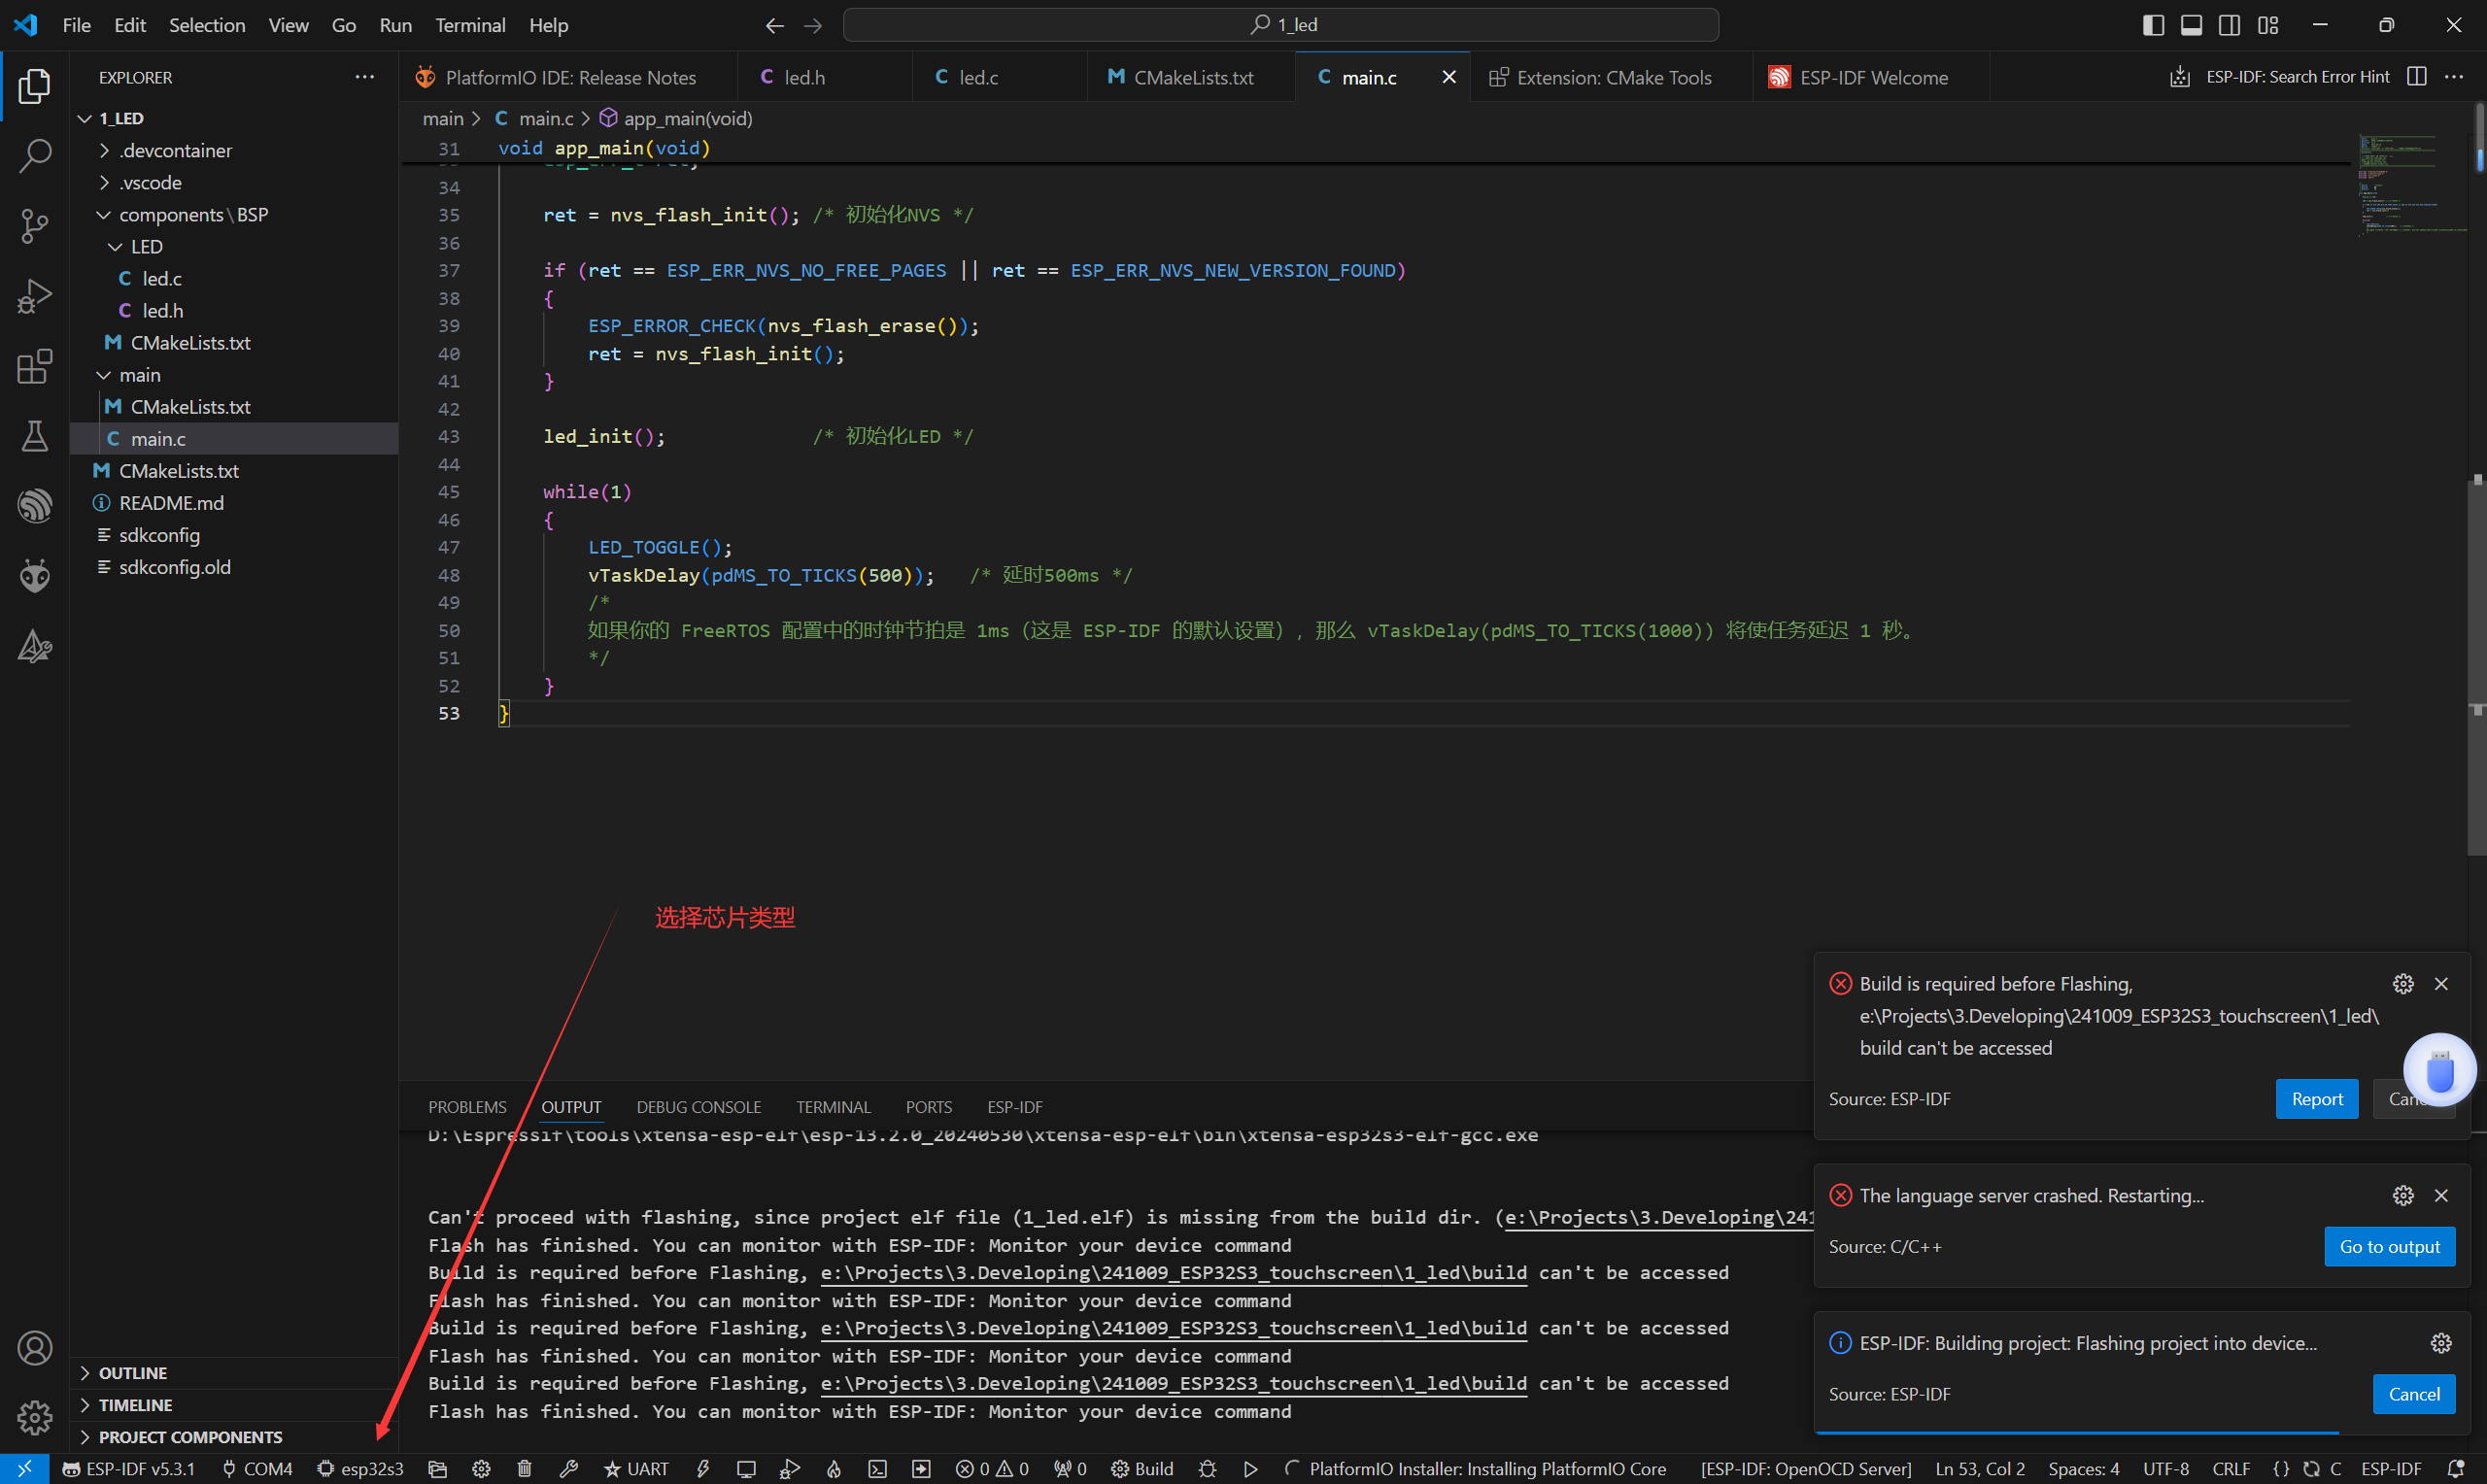 File Edit Selection View Go Run Terminal Help
1_led
EXPLORER
1_LED
.devcontainer
.vscode
components\BSP
LED
led.c
led.h
CMakeLists.txt
main
CMakeLists.txt
main.c
CMakeLists.txt
README.md
sdkconfig
sdkconfig.old
OUTLINE
TIMELINE
PROJECT COMPONENTS
PlatformIO IDE: Release Notes
led.h
led.c
CMakeLists.txt
main.c
Extension: CMake Tools
ESP-IDF Welcome
ESP-IDF: Search Error Hint
main > main.c > app_main(void)
31 void app_main(void)
34
35 ret = nvs_flash_init(); /* 初始化NVS */
36
37 if (ret == ESP_ERR_NVS_NO_FREE_PAGES || ret == ESP_ERR_NVS_NEW_VERSION_FOUND)
38 {
39 ESP_ERROR_CHECK(nvs_flash_erase());
40 ret = nvs_flash_init();
41 }
42
43 led_init(); /* 初始化LED */
44
45 while(1)
46 {
47 LED_TOGGLE();
48 vTaskDelay(pdMS_TO_TICKS(500)); /* 延时500ms */
49 /*
50 如果你的 FreeRTOS 配置中的时钟节拍是 1ms（这是 ESP-IDF 的默认设置），那么 vTaskDelay(pdMS_TO_TICKS(1000)) 将使任务延迟 1 秒。
51 */
52 }
53 }
选择芯片类型
PROBLEMS OUTPUT DEBUG CONSOLE TERMINAL PORTS ESP-IDF
D:\Espressif\tools\xtensa-esp-elf\esp-13.2.0_20240530\xtensa-esp-elf\bin\xtensa-esp32s3-elf-gcc.exe
Can't proceed with flashing, since project elf file (1_led.elf) is missing from the build dir. (e:\Projects\3.Developing\241
Flash has finished. You can monitor with ESP-IDF: Monitor your device command
Build is required before Flashing, e:\Projects\3.Developing\241009_ESP32S3_touchscreen\1_led\build can't be accessed
Flash has finished. You can monitor with ESP-IDF: Monitor your device command
Build is required before Flashing, e:\Projects\3.Developing\241009_ESP32S3_touchscreen\1_led\build can't be accessed
Flash has finished. You can monitor with ESP-IDF: Monitor your device command
Build is required before Flashing, e:\Projects\3.Developing\241009_ESP32S3_touchscreen\1_led\build can't be accessed
Flash has finished. You can monitor with ESP-IDF: Monitor your device command
Build is required before Flashing,
e:\Projects\3.Developing\241009_ESP32S3_touchscreen\1_led\
build can't be accessed
Source: ESP-IDF
Report
The language server crashed. Restarting...
Source: C/C++
Go to output
ESP-IDF: Building project: Flashing project into device...
Source: ESP-IDF
Cancel
ESP-IDF v5.3.1 COM4 esp32s3 UART 0 0 0 Build PlatformIO Installer: Installing PlatformIO Core [ESP-IDF: OpenOCD Server] Ln 53, Col 2 Spaces: 4 UTF-8 CRLF {} C ESP-IDF